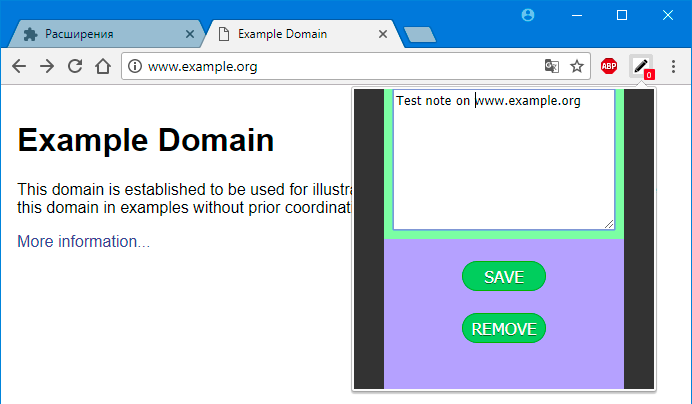 Расширения
Example Domain
www.example.org
ABP
0
Test note on www.example.org
Example Domain
This domain is established to be used for illustra
this domain in examples without prior coordinat
More information...
SAVE
REMOVE